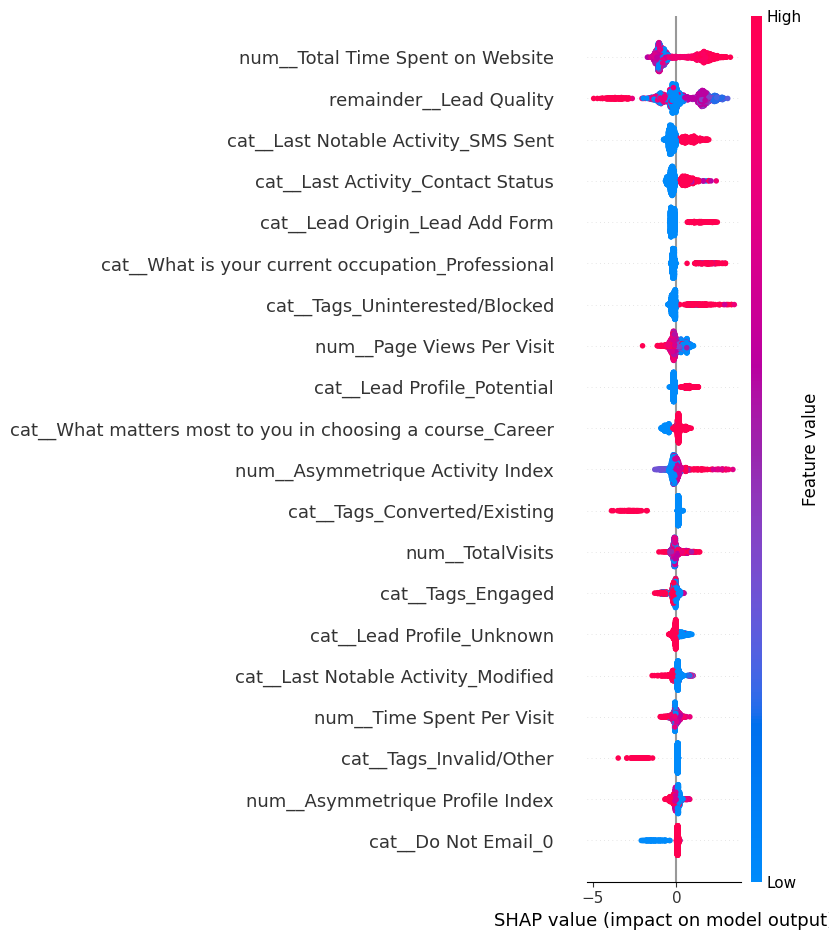 High
num__Total Time Spent on Website
remainder__Lead Quality
cat__Last Notable Activity_SMS Sent
cat__Last Activity_Contact Status
cat__Lead Origin_Lead Add Form
cat__What is your current occupation_Professional
cat__Tags_Uninterested/Blocked
num__Page Views Per Visit
cat__Lead Profile_Potential
cat__What matters most to you in choosing a course_Career
num__Asymmetrique Activity Index
cat__Tags_Converted/Existing
num__TotalVisits
cat__Tags_Engaged
cat__Lead Profile_Unknown
cat__Last Notable Activity_Modified
num__Time Spent Per Visit
cat__Tags_Invalid/Other
num__Asymmetrique Profile Index
cat__Do Not Email_0
Feature value
Low
−5 0
SHAP value (impact on model output)